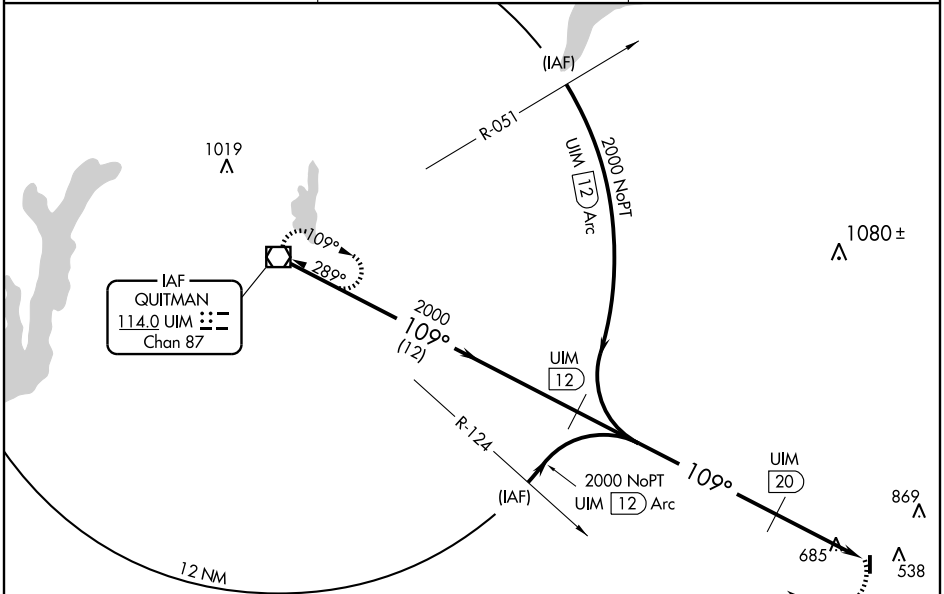 (IAF)
R-051
1019
2000 NoPT
UIM 12 Arc
1080 ±
109°
289°
IAF
QUITMAN
114.0 UIM
Chan 87
2000
109°
(12)
UIM
12
R-124
109°
UIM
20
2000 NoPT
UIM 12 Arc
(IAF)
869
685
538
12 NM